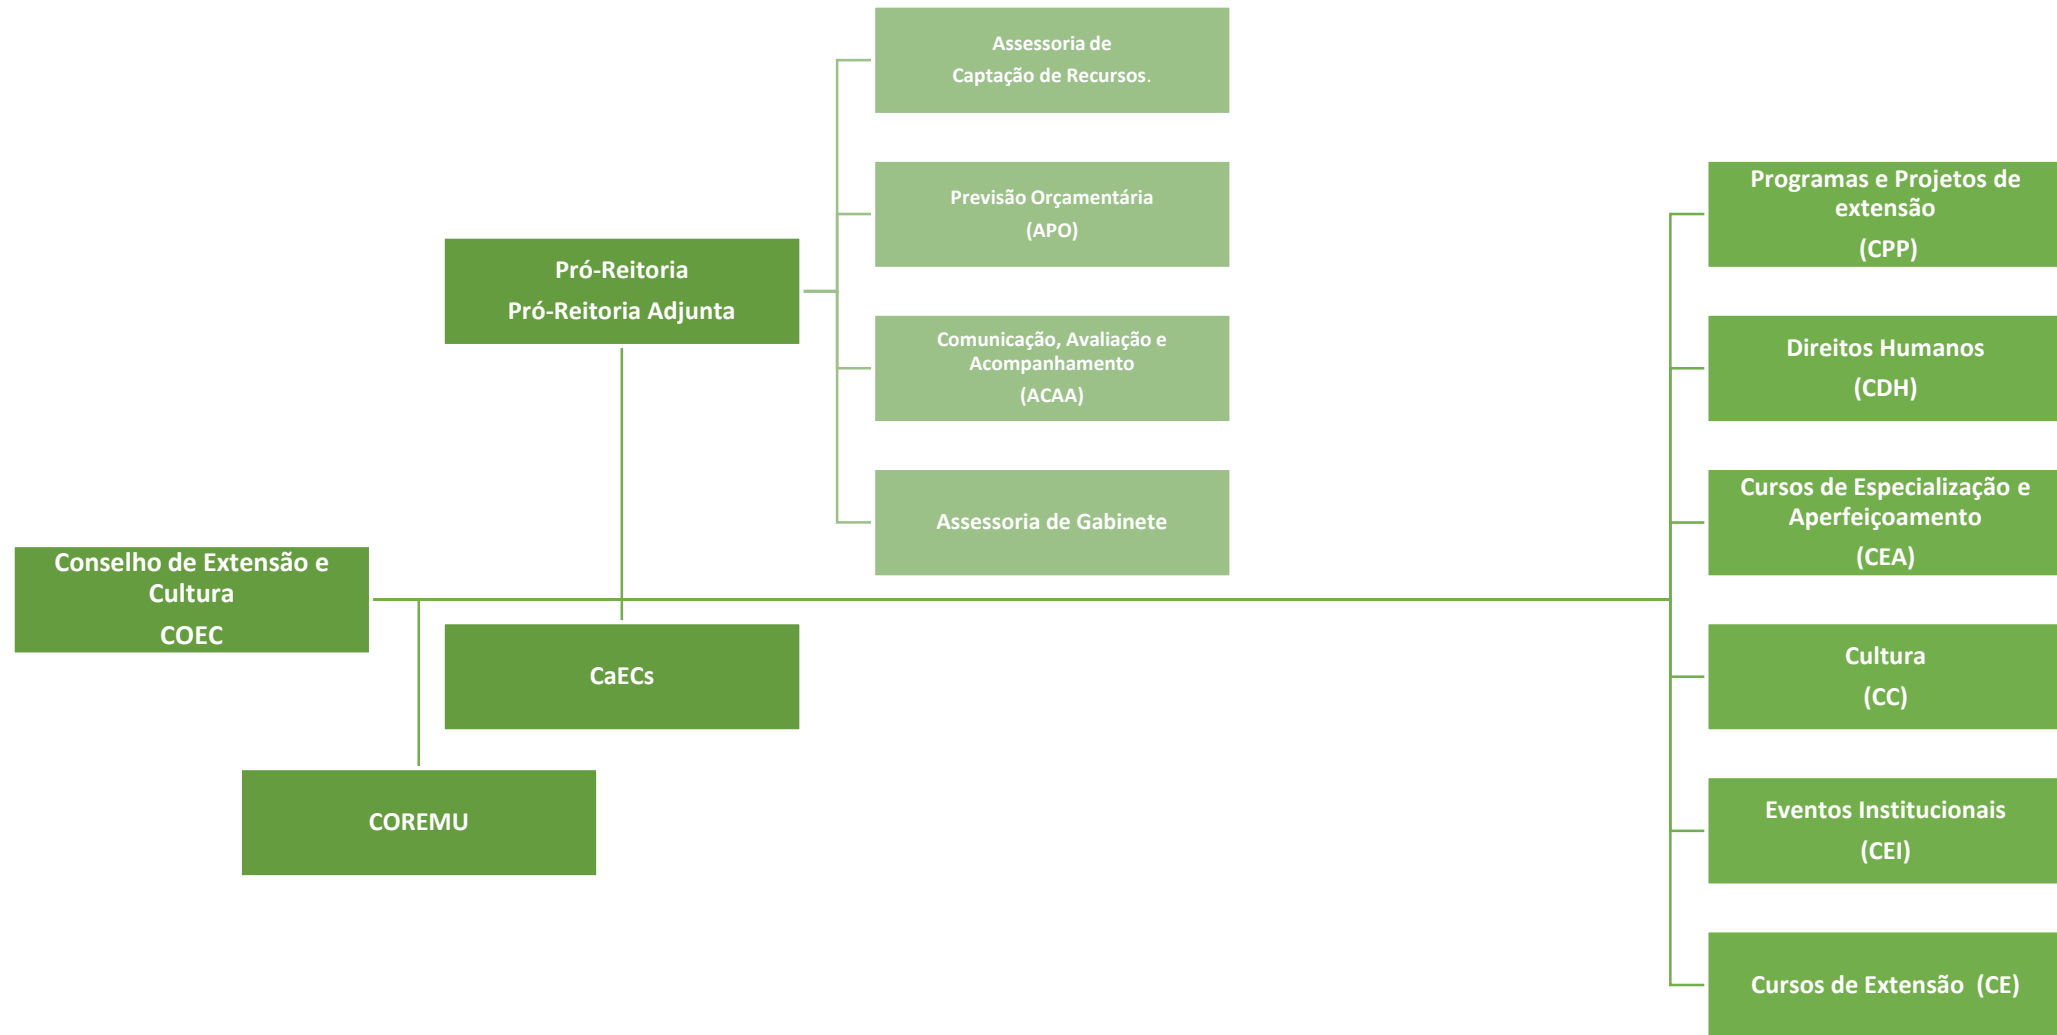 Assessoria de
Captação de Recursos.
Previsão Orçamentária
(APO)
Comunicação, Avaliação e
Acompanhamento
(ACAA)
Assessoria de Gabinete
Pró-Reitoria
Pró-Reitoria Adjunta
Conselho de Extensão e
Cultura
COEC
CaECs
COREMU
Programas e Projetos de
extensão
(CPP)
Direitos Humanos
(CDH)
Cursos de Especialização e
Aperfeiçoamento
(CEA)
Cultura
(CC)
Eventos Institucionais
(CEI)
Cursos de Extensão (CE)